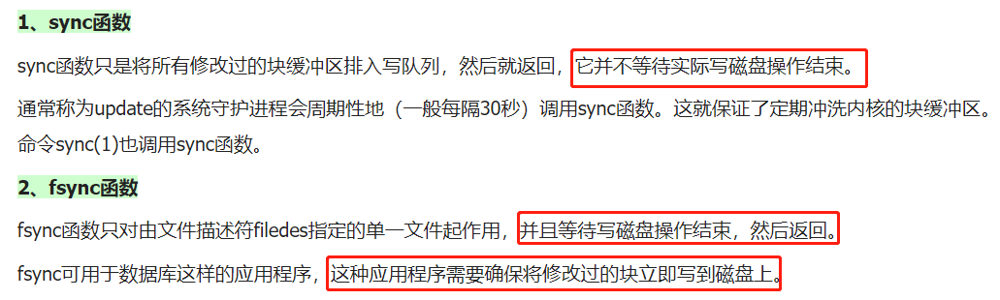 1、sync函数
sync函数只是将所有修改过的块缓冲区排入写队列，然后就返回，它并不等待实际写磁盘操作结束。
通常称为update的系统守护进程会周期性地（一般每隔30秒）调用sync函数。这就保证了定期冲洗内核的块缓冲区。
命令sync(1)也调用sync函数。
2、fsync函数
fsync函数只对由文件描述符filedes指定的单一文件起作用，并且等待写磁盘操作结束，然后返回。
fsync可用于数据库这样的应用程序，这种应用程序需要确保将修改过的块立即写到磁盘上。